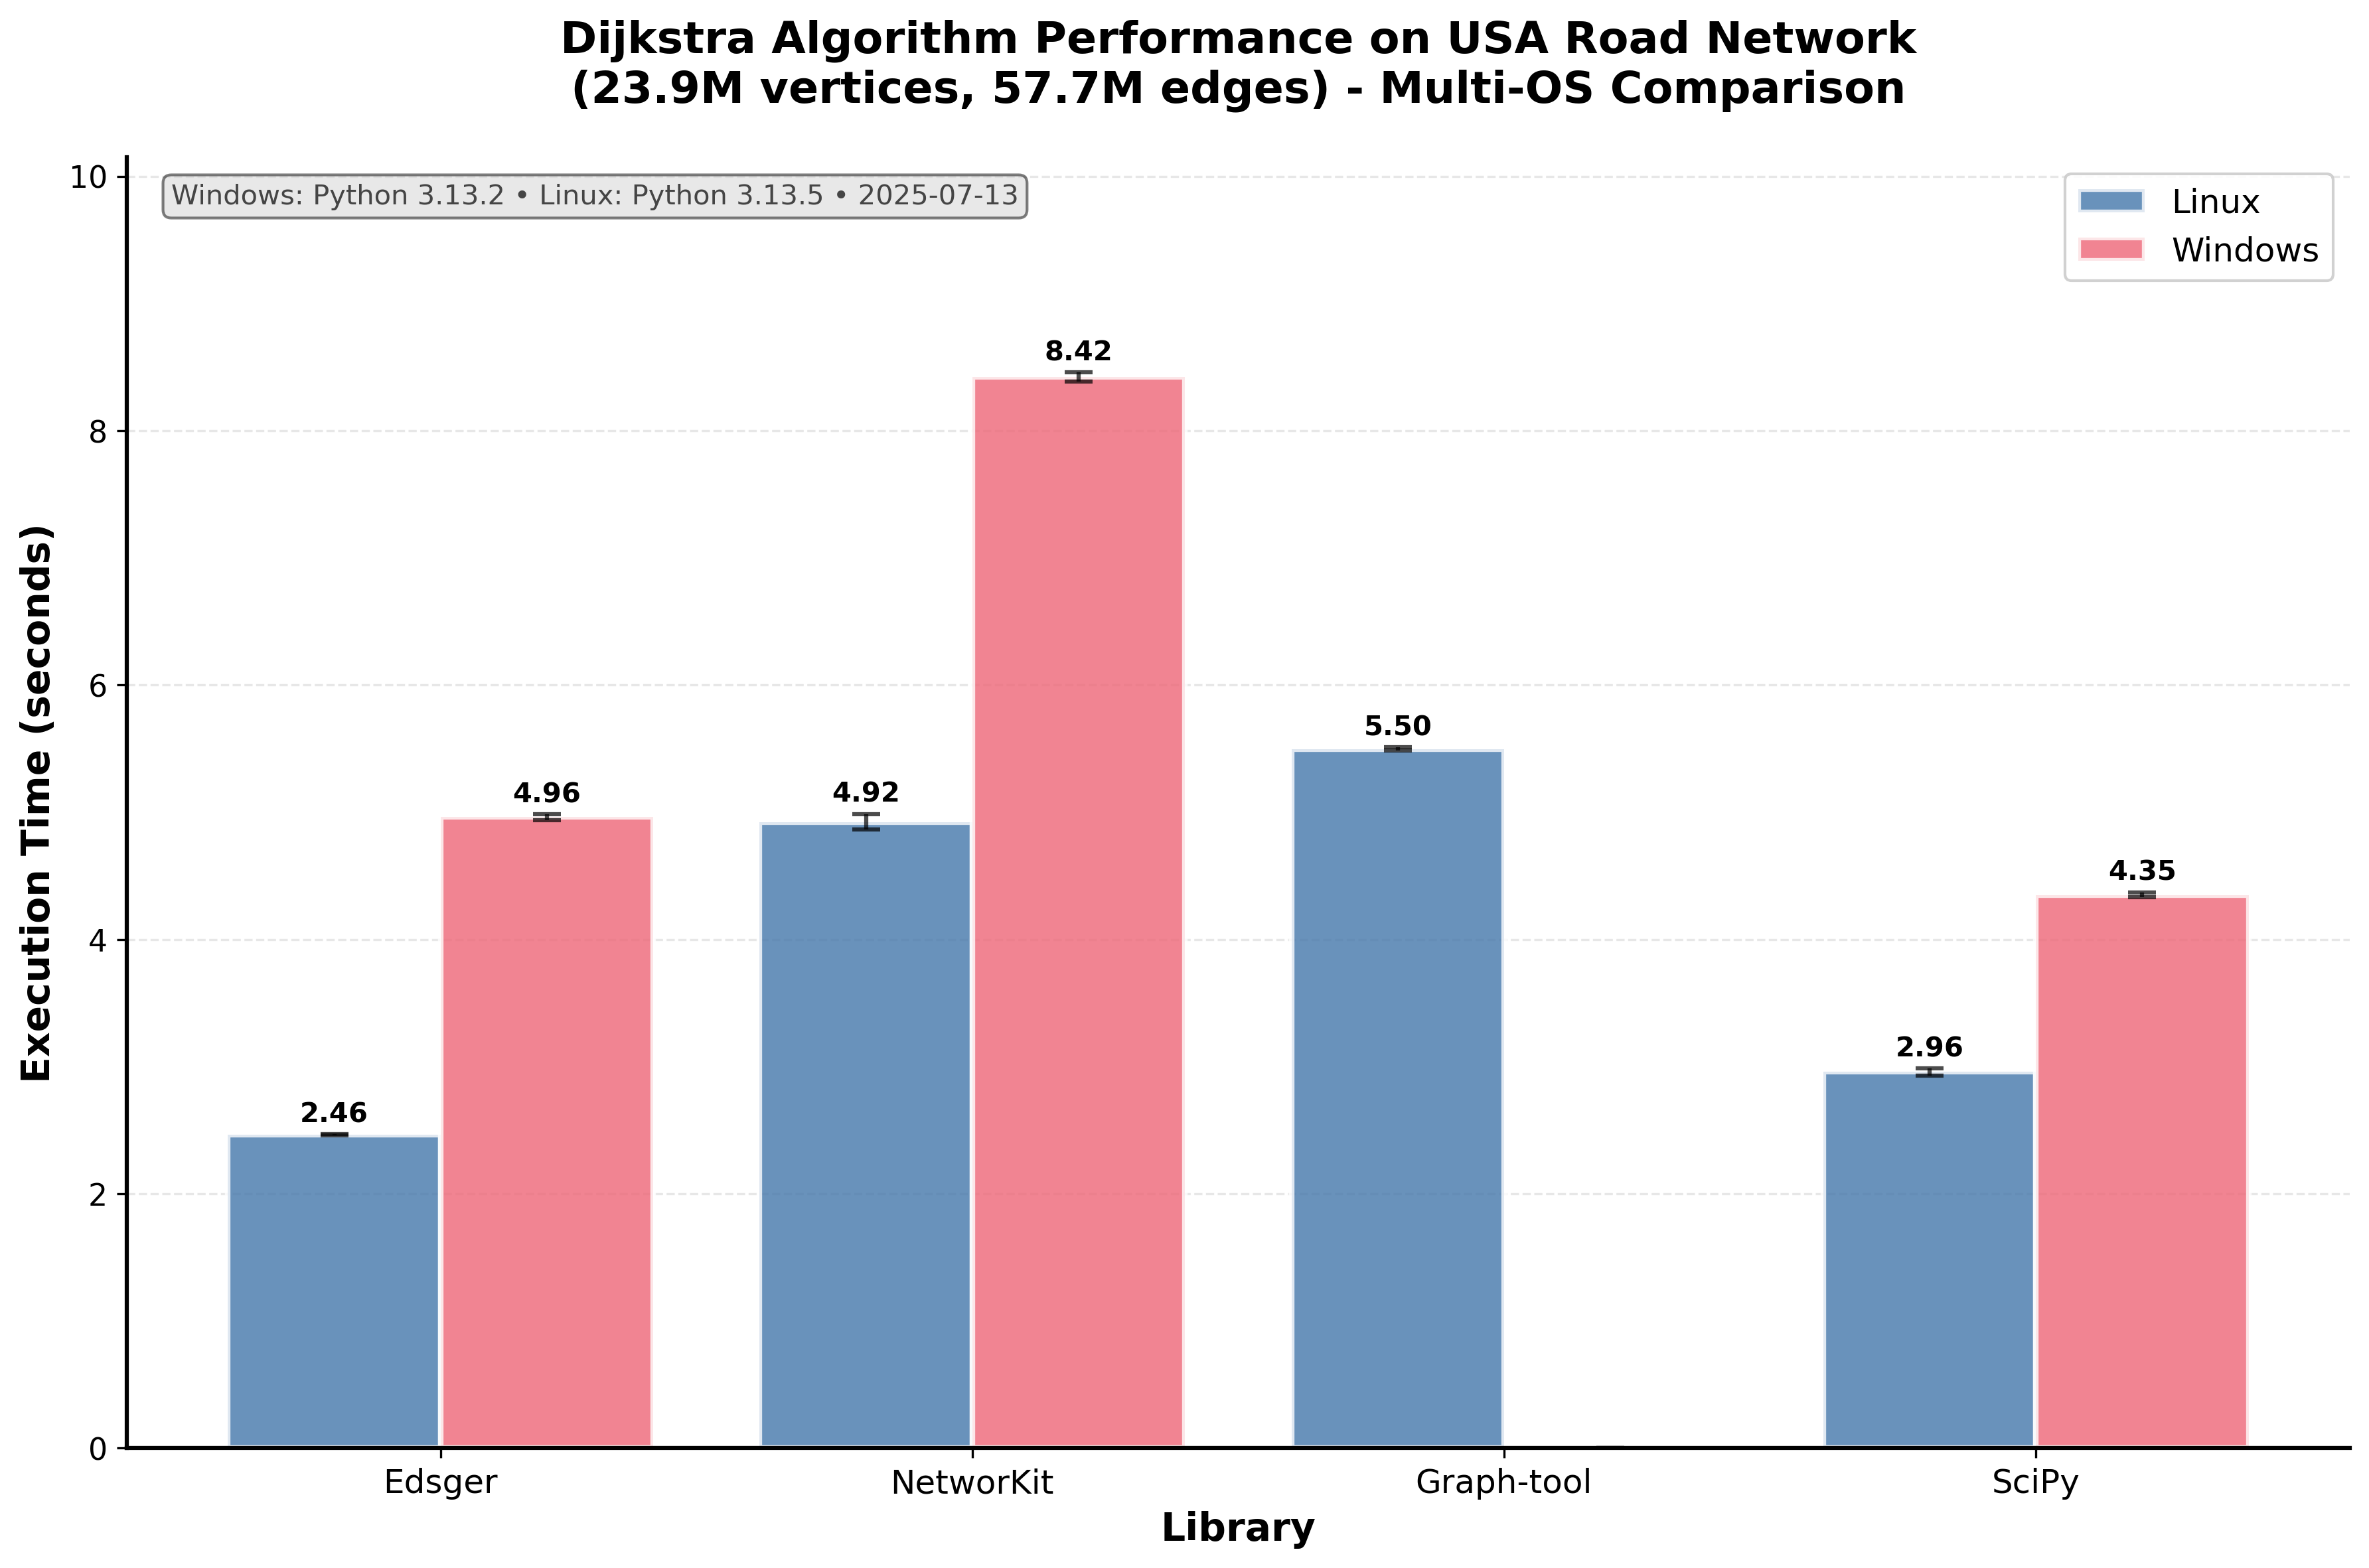 Dijkstra Algorithm Performance on USA Road Network
(23.9M vertices, 57.7M edges) - Multi-OS Comparison
Windows: Python 3.13.2 • Linux: Python 3.13.5 • 2025-07-13
Linux
Windows
Execution Time (seconds)
10
8
6
4
2
0
2.46
4.96
4.92
8.42
5.50
2.96
4.35
Edsger
NetworKit
Graph-tool
SciPy
Library